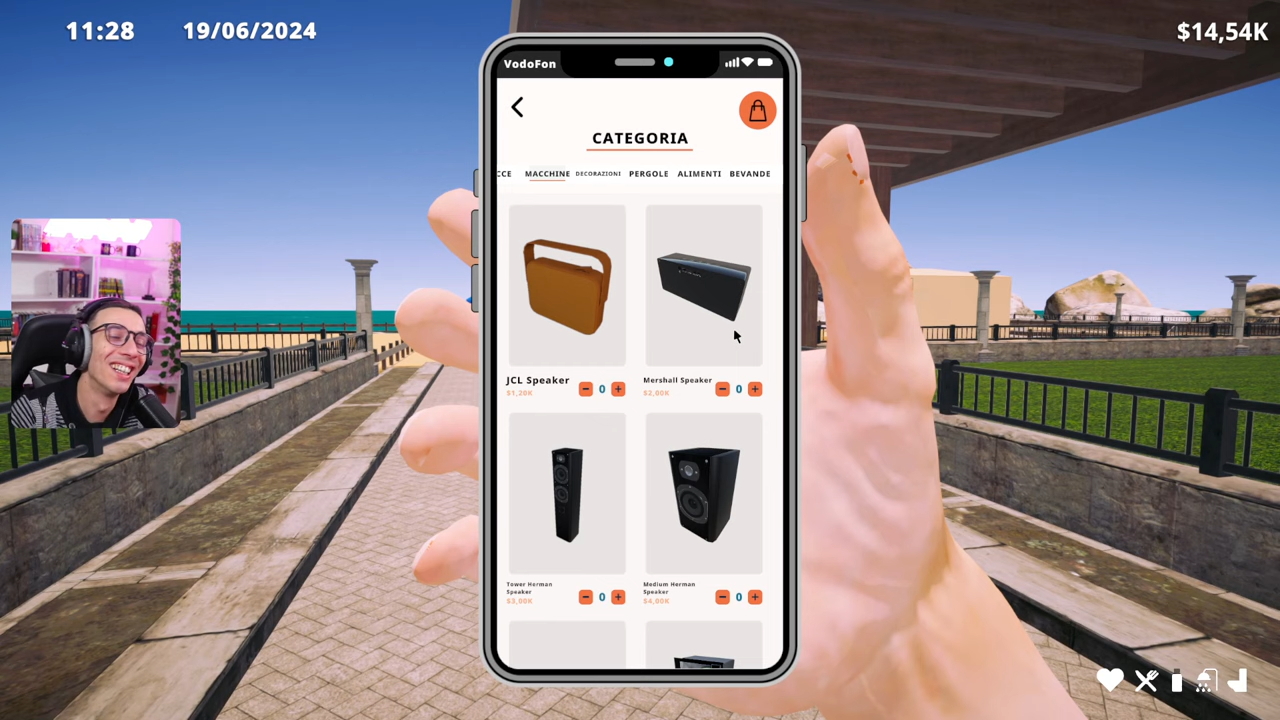 11:28
19/06/2024
$14,54K
VodoFon
CATEGORIA
CCE MACCHINE DECORAZIONI PERGOLE ALIMENTI BEVANDE
JCL Speaker
$1,20K
- 0 +
Mershall Speaker
$2,00K
- 0 +
Tower Herman
Speaker
$3,00K
- 0 +
Medium Herman
Speaker
$4,00K
- 0 +